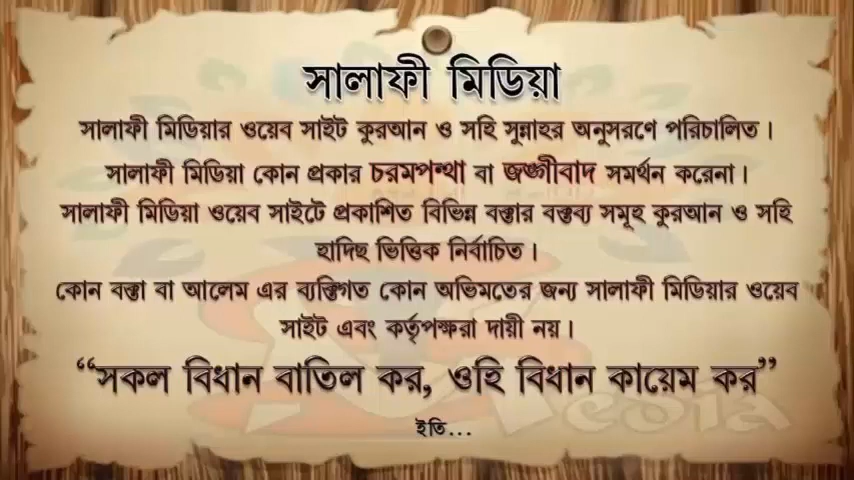 সালাফী মিডিয়া
সালাফী মিডিয়ার ওয়েব সাইট কুরআন ও সহি সুন্নাহর অনুসরণে পরিচালিত।
সালাফী মিডিয়া কোন প্রকার চরমপন্থা বা জঙ্গীবাদ সমর্থন করেনা।
সালাফী মিডিয়া ওয়েব সাইটে প্রকাশিত বিভিন্ন বক্তার বক্তব্য সমূহ কুরআন ও সহি
হাদিছ ভিত্তিক নির্বাচিত।
কোন বক্তা বা আলেম এর ব্যক্তিগত কোন অভিমতের জন্য সালাফী মিডিয়ার ওয়েব
সাইট এবং কর্তৃপক্ষরা দায়ী নয়।
“সকল বিধান বাতিল কর, ওহি বিধান কায়েম কর”
ইতি...